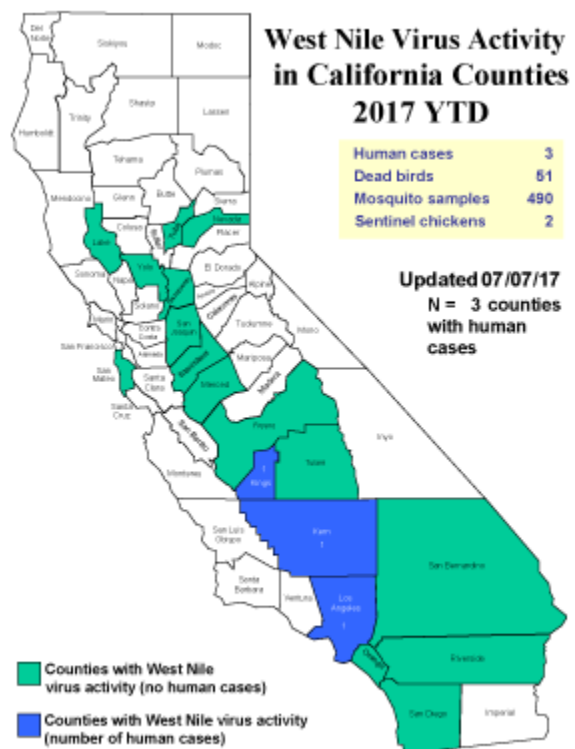 West Nile Virus Activity
in California Counties
2017 YTD
Human cases 3
Dead birds 51
Mosquito samples 490
Sentinel chickens 2
Updated 07/07/17
N = 3 counties
with human
cases
Del
Norte
Siskiyou
Modoc
Humboldt
Trinity
Shasta
Lassen
Tehama
Plumas
Mendocino
Glenn
Butte
Sierra
Nevada
Placer
Colusa
Lake
Yolo
Sonoma
Napa
El Dorado
Alpine
Solano
Marin
Contra
Costa
San
Joaquin
Calaveras
Tuolumne
Mono
San Francisco
Alameda
Stanislaus
Mariposa
San
Mateo
Santa
Clara
Merced
Madera
Santa
Cruz
San Benito
Fresno
Inyo
Monterey
1
Kings
Tulare
San Luis
Obispo
Kern
1
San Bernardino
Santa
Barbara
Ventura
Los
Angeles
1
Orange
Riverside
San Diego
Imperial
Counties with West Nile
virus activity (no human cases)
Counties with West Nile virus activity
(number of human cases)